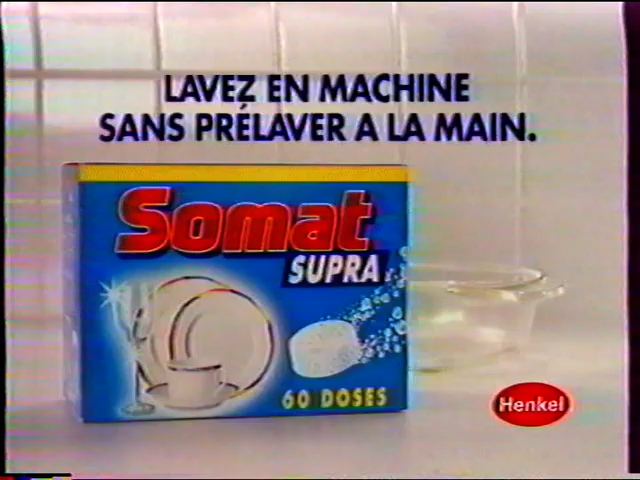 LAVEZ EN MACHINE
SANS PRÉLAVER A LA MAIN.
Somat
SUPRA
60 DOSES
Henkel